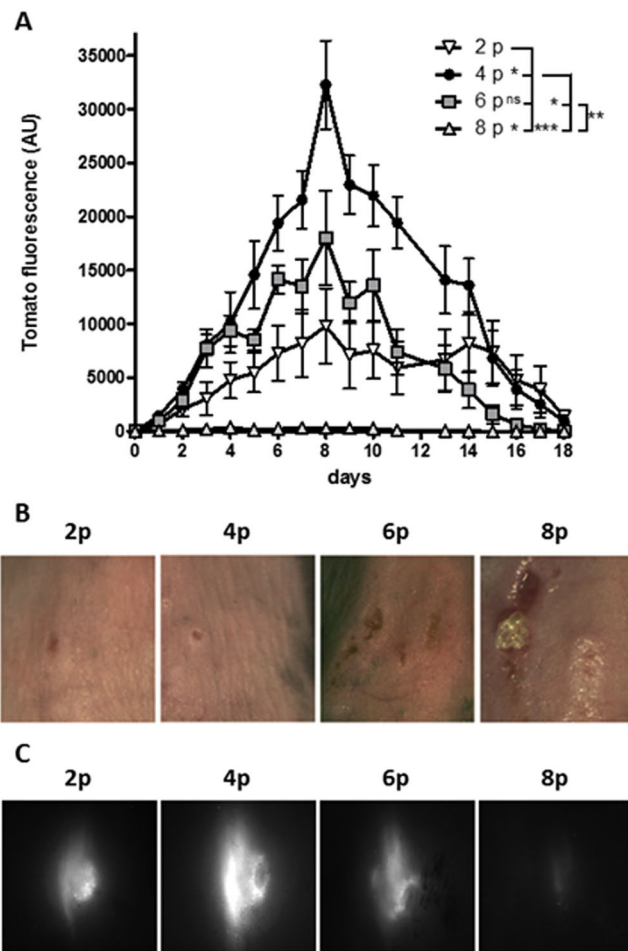 A
Tomato fluorescence (AU)
35000
30000
25000
20000
15000
10000
5000
0
0 2 4 6 8 10 12 14 16 18
days
2 p
4 p *
6 p ns
8 p * ***
*
**
B
2p 4p 6p 8p
C
2p 4p 6p 8p